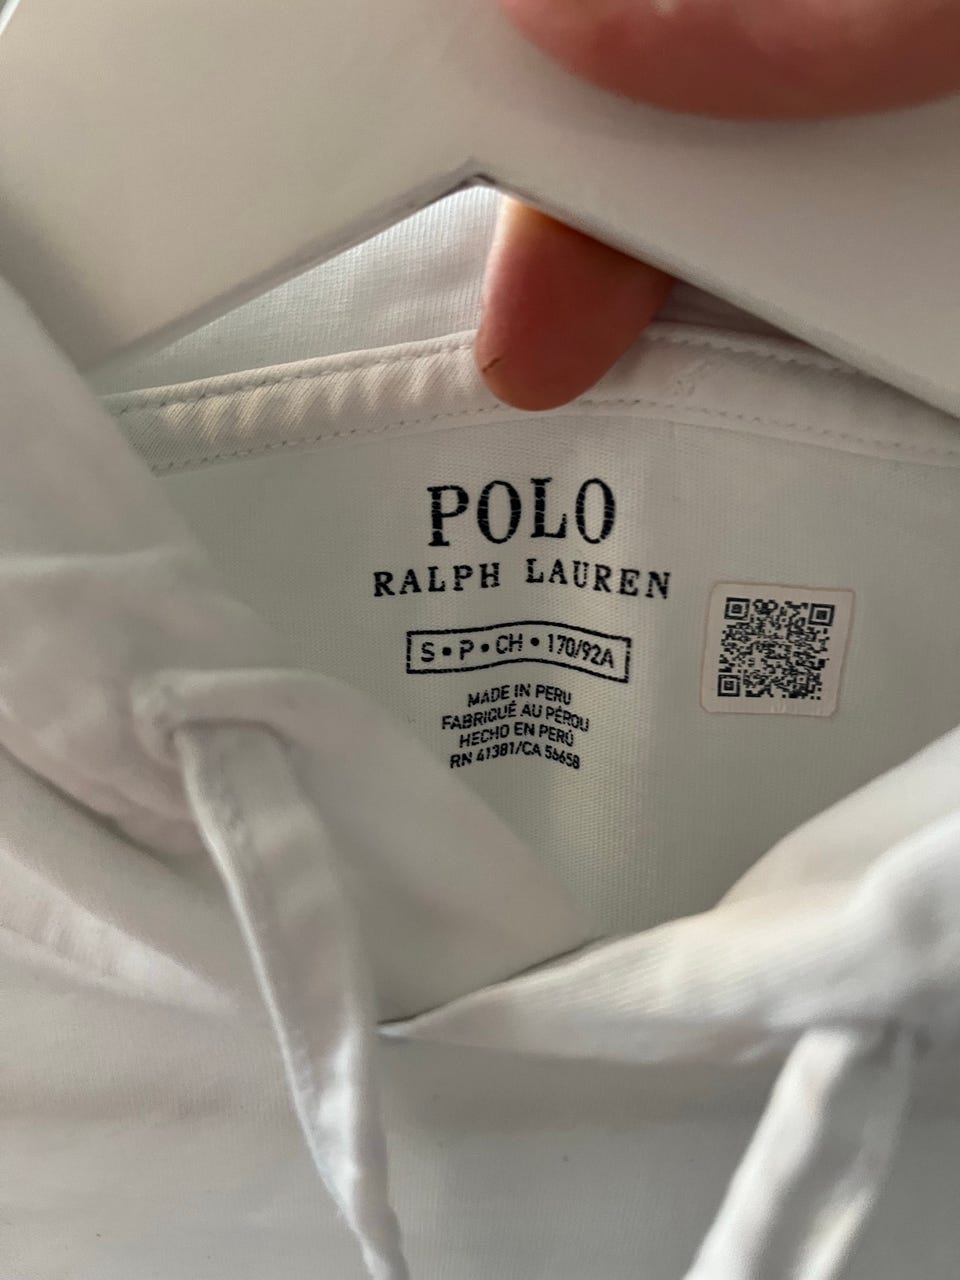 POLO
RALPH LAUREN
S • P • CH • 170/92A
MADE IN PERU
FABRIQUÉ AU PÉROU
HECHO EN PERÚ
RN 41381/CA 56658